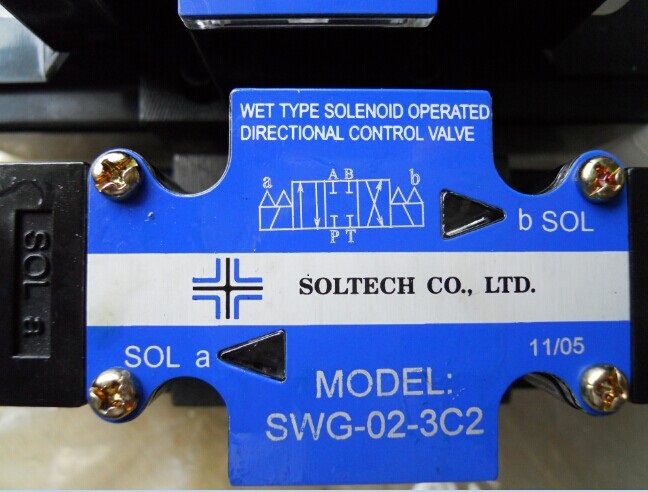 WET TYPE SOLENOID OPERATED
DIRECTIONAL CONTROL VALVE
a A B b
P T
b SOL
SOL a
SOLTECH CO., LTD.
SOL a
11/05
MODEL:
SWG-02-3C2